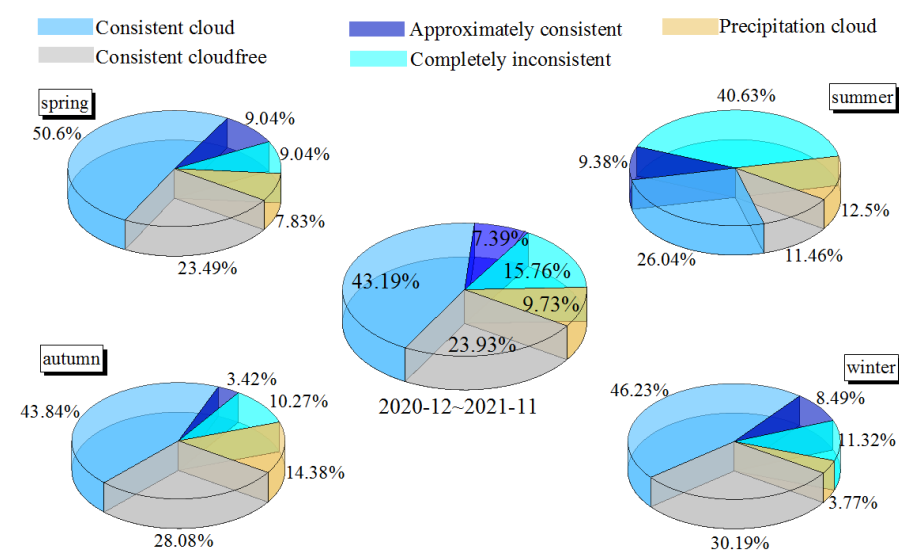 Consistent cloud
Approximately consistent
Precipitation cloud
Consistent cloudfree
Completely inconsistent
spring
50.6%
9.04%
9.04%
7.83%
23.49%
summer
40.63%
9.38%
12.5%
26.04%
11.46%
7.39%
43.19%
15.76%
9.73%
23.93%
2020-12~2021-11
autumn
43.84%
3.42%
10.27%
14.38%
28.08%
winter
46.23%
8.49%
11.32%
3.77%
30.19%